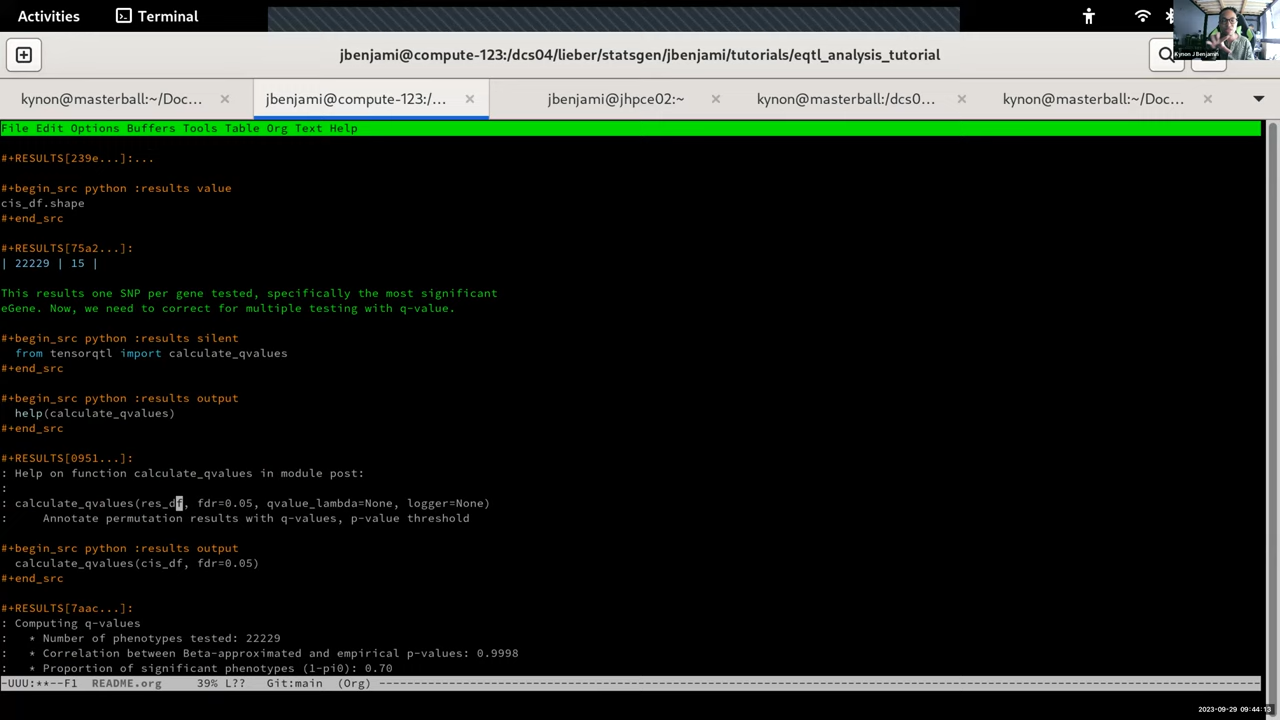 Activities Terminal
jbenjami@compute-123:/dcs04/lieber/statsgen/jbenjami/tutorials/eqtl_analysis_tutorial
Kynon J Benjamin
kynon@masterball:~/Doc... × jbenjami@compute-123:/... × jbenjami@jhpce02:~ × kynon@masterball:/dcs0... × kynon@masterball:~/Doc... ×
File Edit Options Buffers Tools Table Org Text Help
#+RESULTS[239e...]:...
#+begin_src python :results value
cis_df.shape
#+end_src
#+RESULTS[75a2...]:
| 22229 | 15 |
This results one SNP per gene tested, specifically the most significant
eGene. Now, we need to correct for multiple testing with q-value.
#+begin_src python :results silent
from tensorqtl import calculate_qvalues
#+end_src
#+begin_src python :results output
help(calculate_qvalues)
#+end_src
#+RESULTS[0951...]:
: Help on function calculate_qvalues in module post:
:
: calculate_qvalues(res_df, fdr=0.05, qvalue_lambda=None, logger=None)
: Annotate permutation results with q-values, p-value threshold
#+begin_src python :results output
calculate_qvalues(cis_df, fdr=0.05)
#+end_src
#+RESULTS[7aac...]:
: Computing q-values
: * Number of phenotypes tested: 22229
: * Correlation between Beta-approximated and empirical p-values: 0.9998
: * Proportion of significant phenotypes (1-pi0): 0.70
-UUU:**--F1 README.org 39% L?? Git:main (Org) ----------------------------------------------------------------
2023-09-29 09:44:13